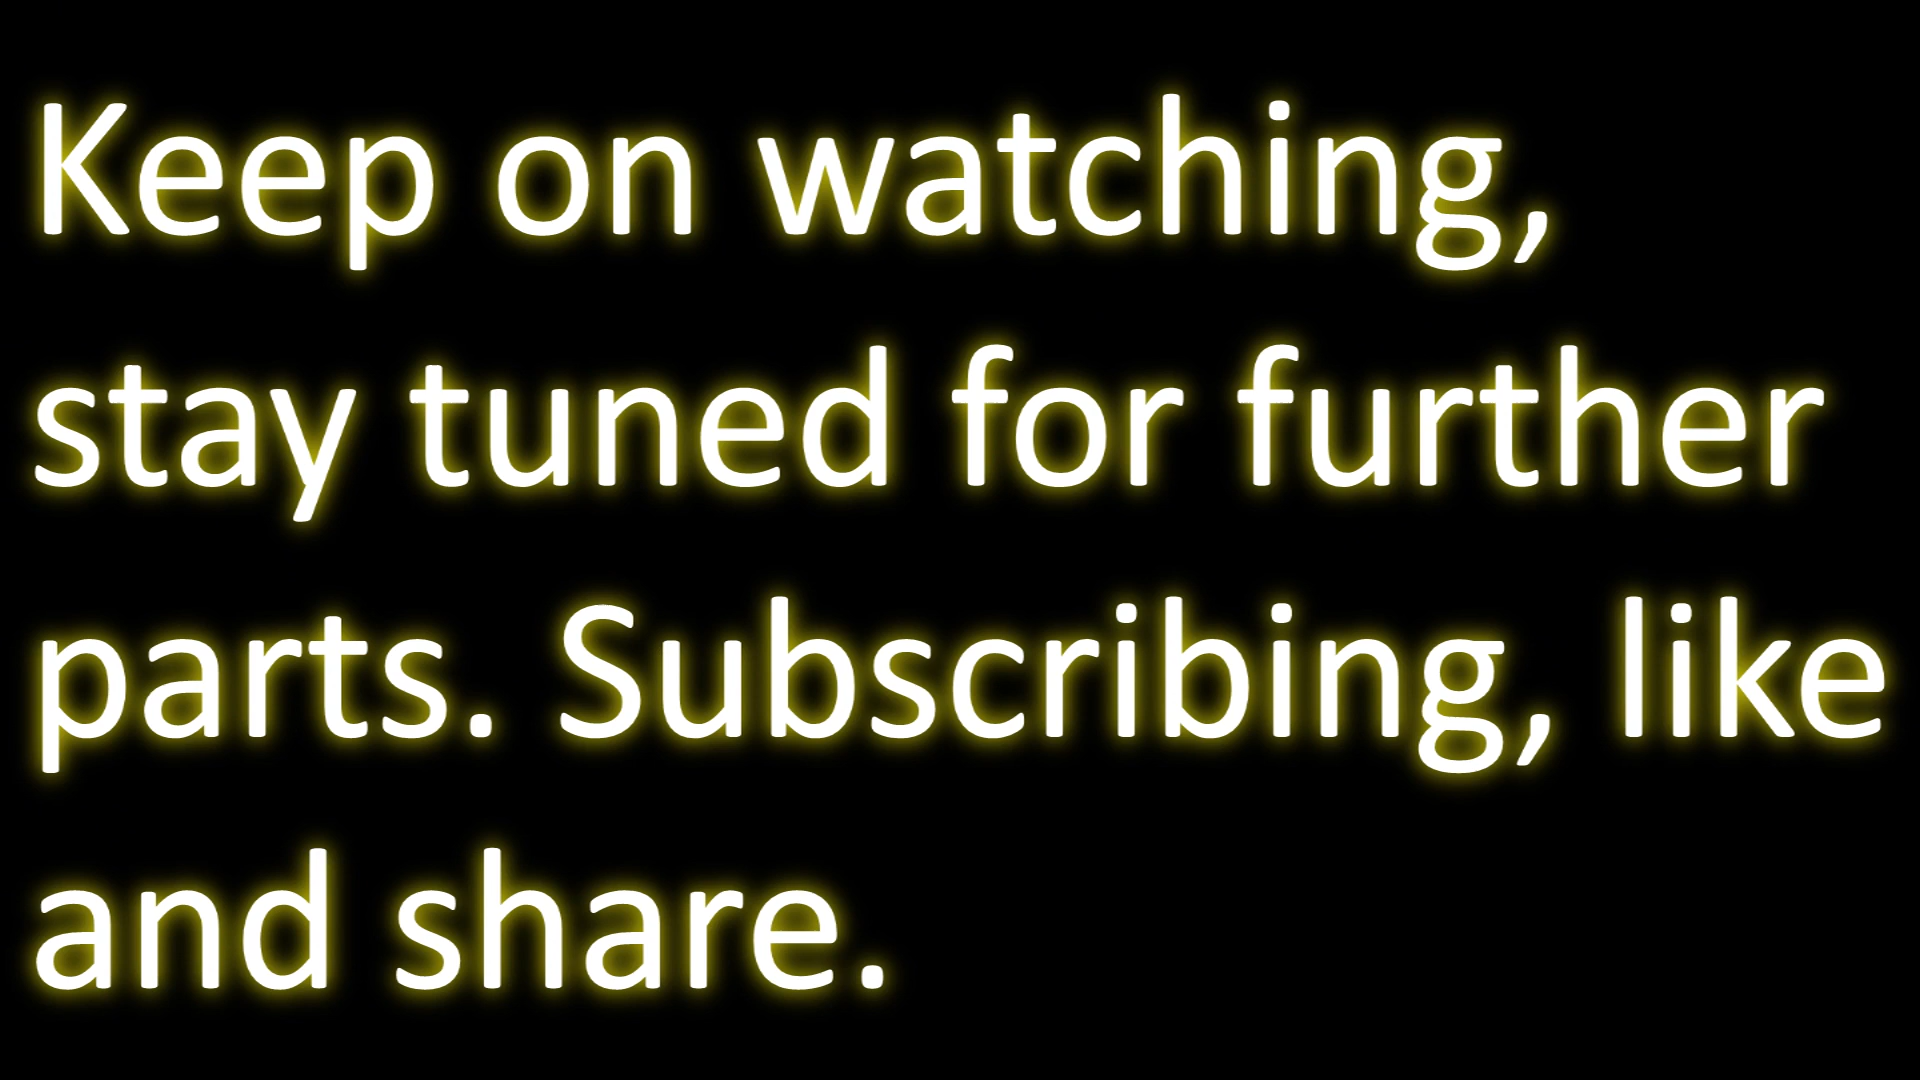 Keep on watching,
stay tuned for further
parts. Subscribing, like
and share.